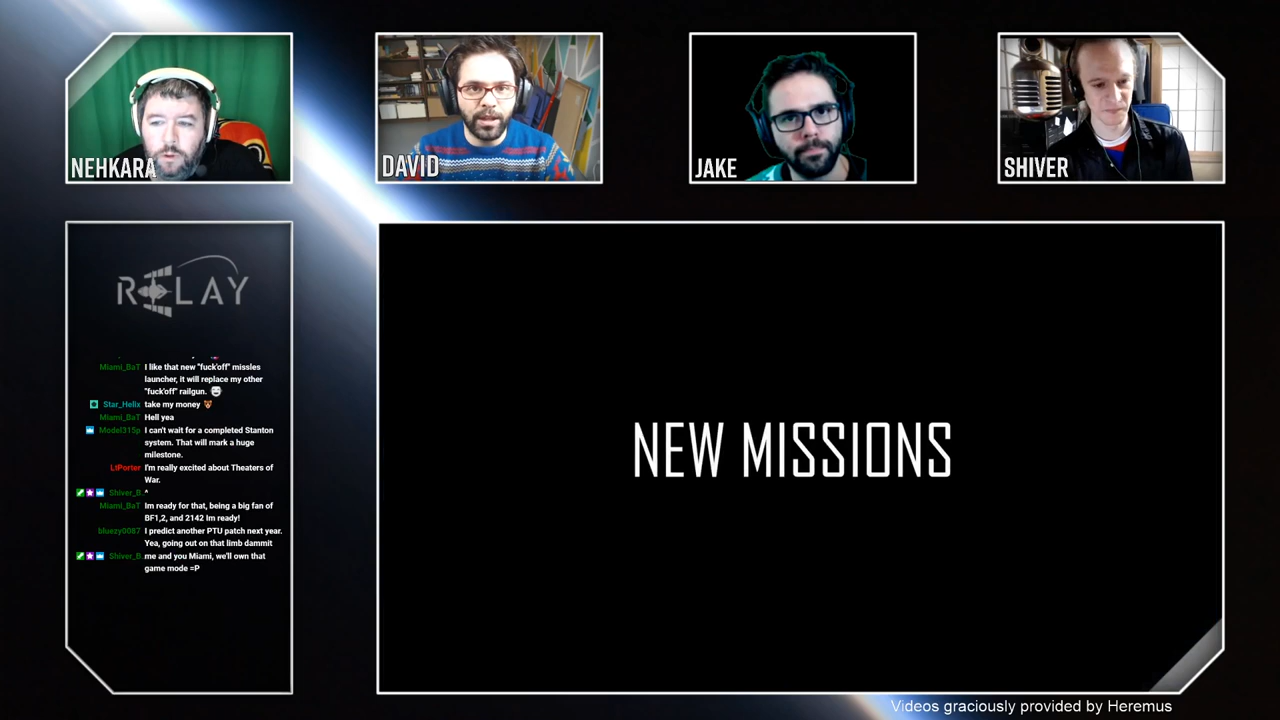 NEHKARA
DAVID
JAKE
SHIVER
RELAY
Miami_BaT I like that new "fuck'off" missles
launcher, it will replace my other
"fuck'off" railgun.
Star_Helix take my money
Miami_BaT Hell yea
Model315p I can't wait for a completed Stanton
system. That will mark a huge
milestone.
LtPorter I'm really excited about Theaters of
War.
Shiver_B ^
Miami_BaT Im ready for that, being a big fan of
BF1,2, and 2142 Im ready!
bluezy0087 I predict another PTU patch next year.
Yea, going out on that limb dammit
Shiver_B me and you Miami, we'll own that
game mode =P
NEW MISSIONS
Videos graciously provided by Heremus